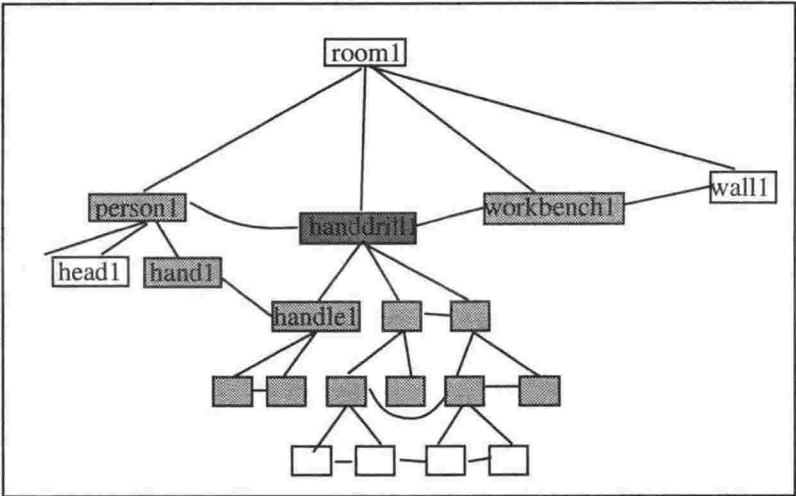 room1
person1
handdrill1
workbench1
wall1
head1
hand1
handle1